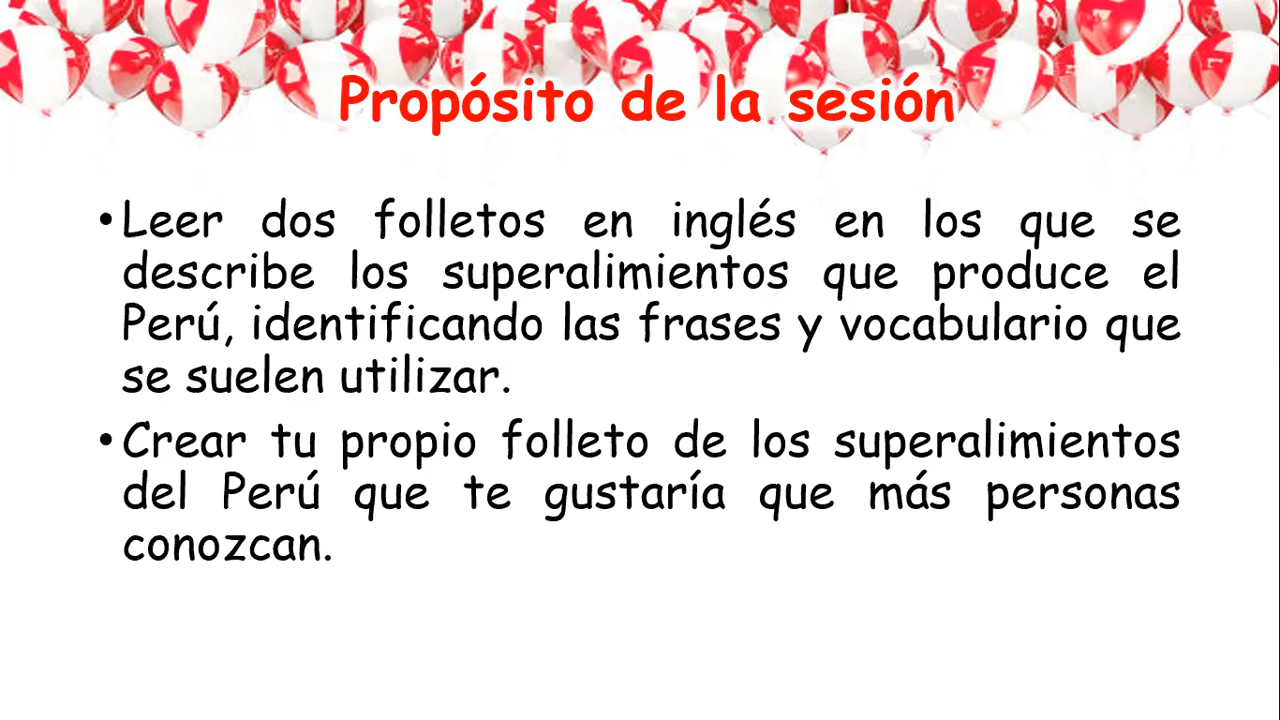 Propósito de la sesión
•Leer dos folletos en inglés en los que se
describe los superalimientos que produce el
Perú, identificando las frases y vocabulario que
se suelen utilizar.
•Crear tu propio folleto de los superalimientos
del Perú que te gustaría que más personas
conozcan.